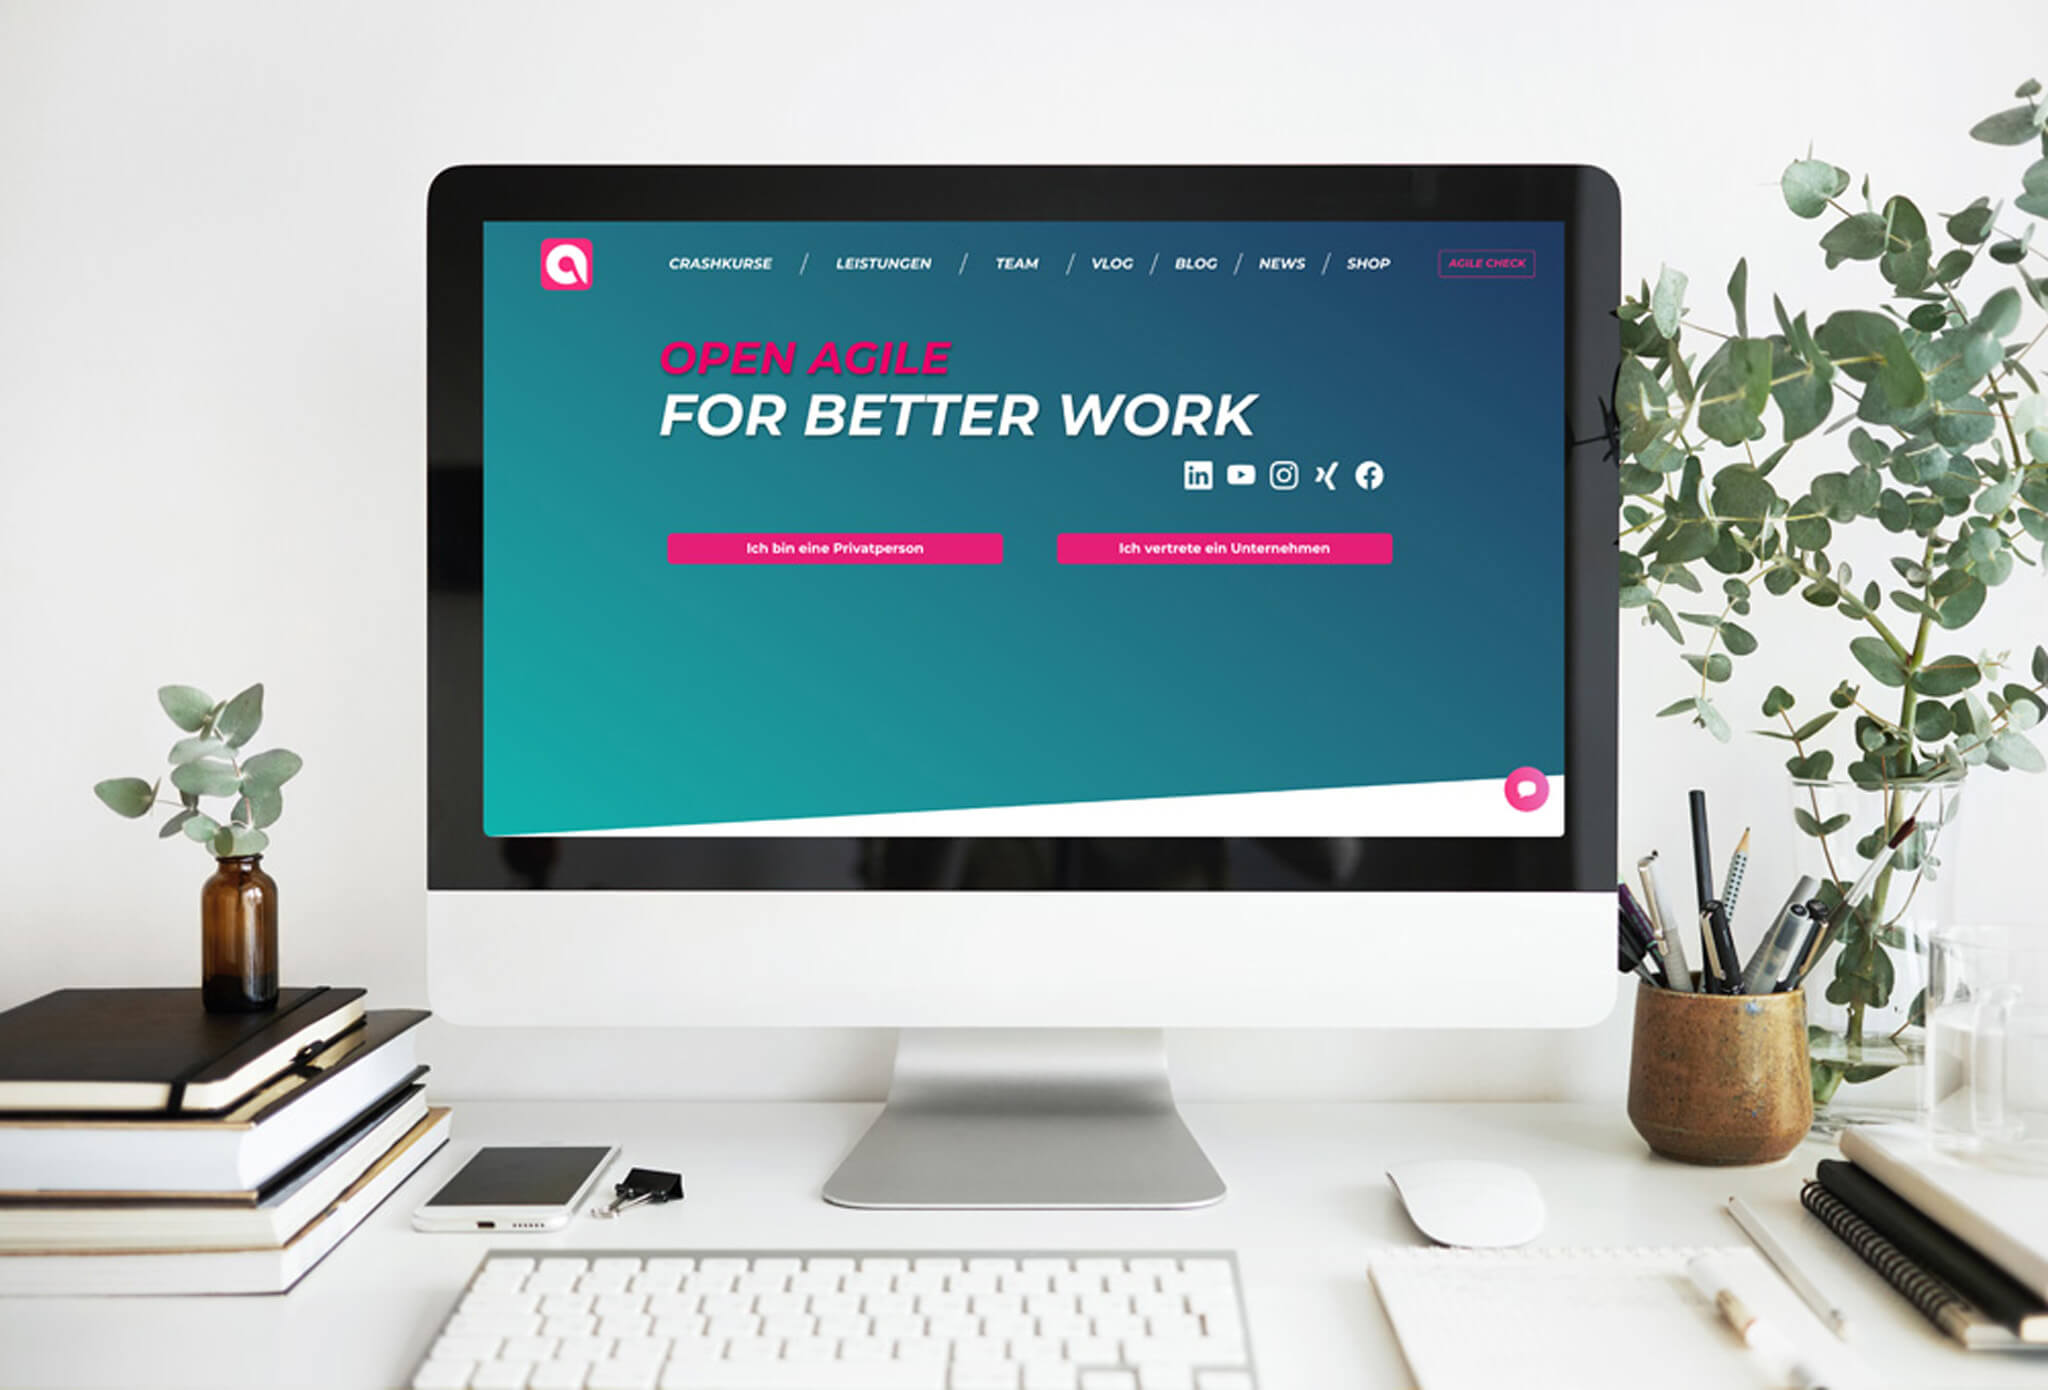 CRASHKURSE / LEISTUNGEN / TEAM / VLOG / BLOG / NEWS / SHOP AGILE CHECK
OPEN AGILE
FOR BETTER WORK
Ich bin eine Privatperson
Ich vertrete ein Unternehmen